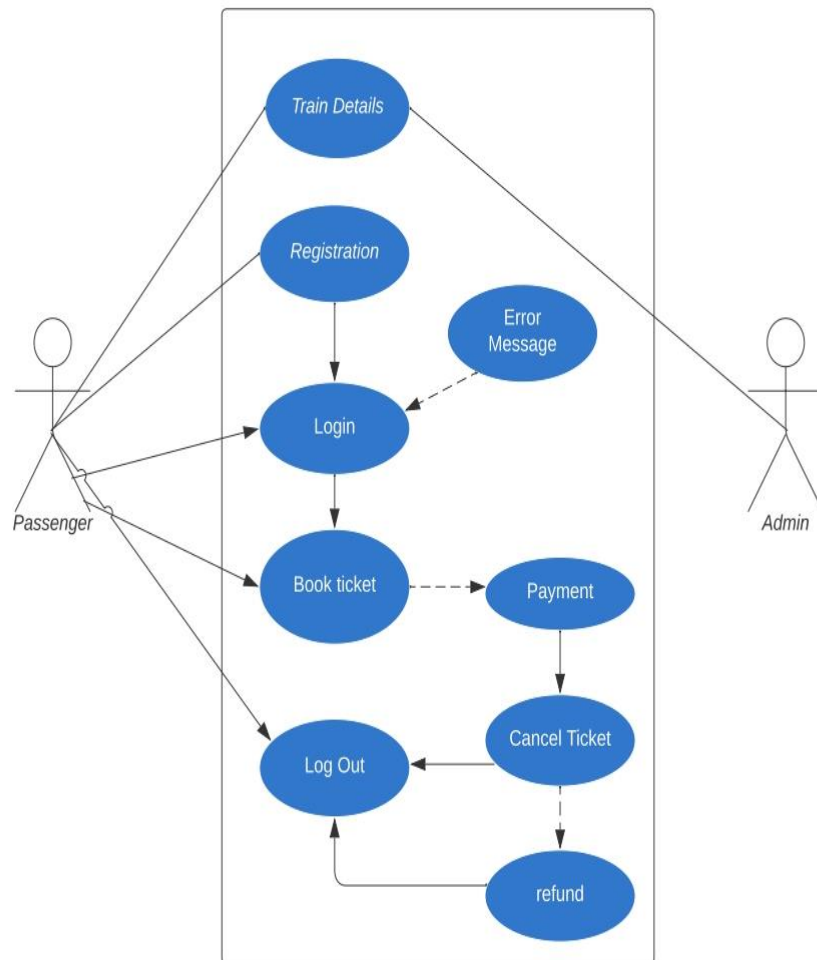 Train Details
Registration
Error
Message
Login
Passenger
Admin
Book ticket
Payment
Cancel Ticket
Log Out
refund